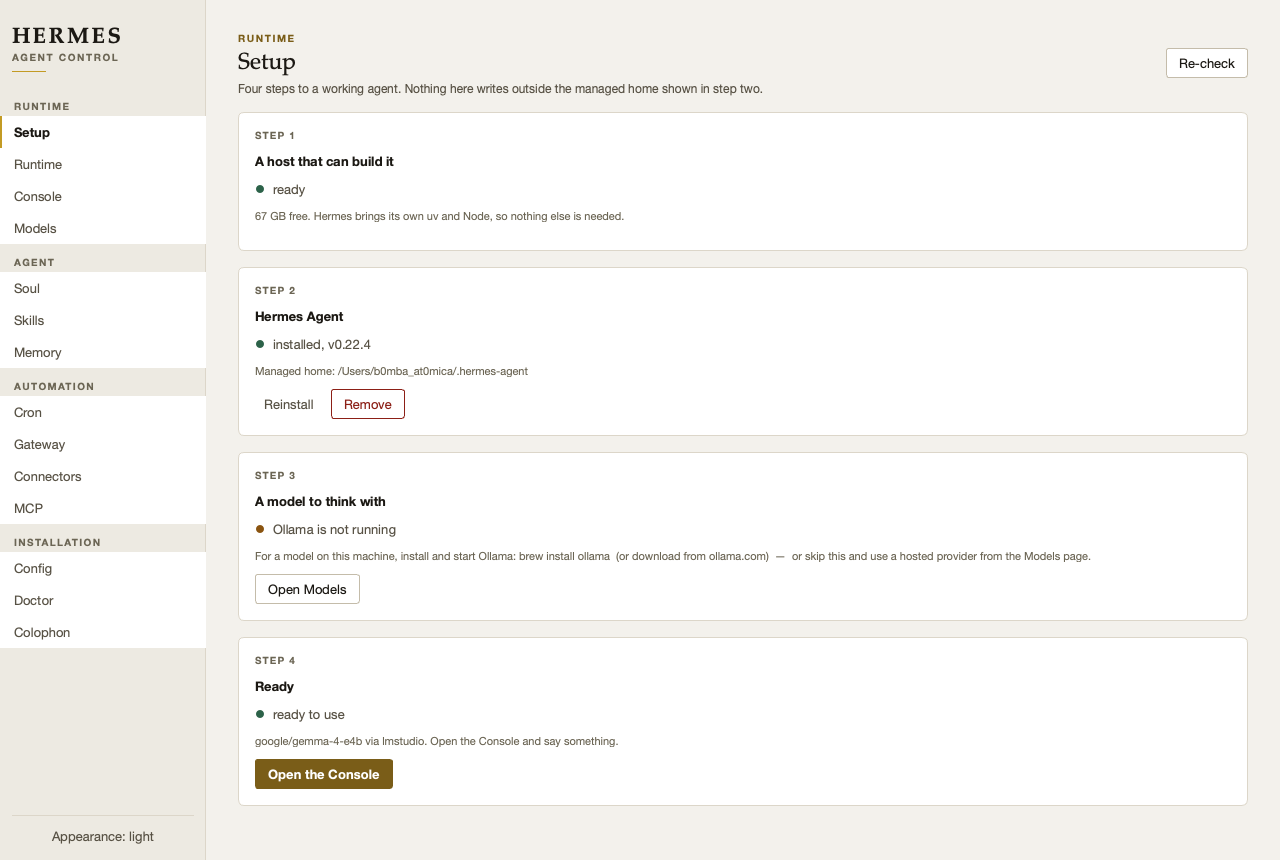 HERMES
AGENT CONTROL
RUNTIME
Setup
Runtime
Console
Models
AGENT
Soul
Skills
Memory
AUTOMATION
Cron
Gateway
Connectors
MCP
INSTALLATION
Config
Doctor
Colophon
Appearance: light
RUNTIME
Setup
Four steps to a working agent. Nothing here writes outside the managed home shown in step two.
Re-check
STEP 1
A host that can build it
ready
67 GB free. Hermes brings its own uv and Node, so nothing else is needed.
STEP 2
Hermes Agent
installed, v0.22.4
Managed home: /Users/b0mba_at0mica/.hermes-agent
Reinstall
Remove
STEP 3
A model to think with
Ollama is not running
For a model on this machine, install and start Ollama: brew install ollama (or download from ollama.com) — or skip this and use a hosted provider from the Models page.
Open Models
STEP 4
Ready
ready to use
google/gemma-4-e4b via lmstudio. Open the Console and say something.
Open the Console